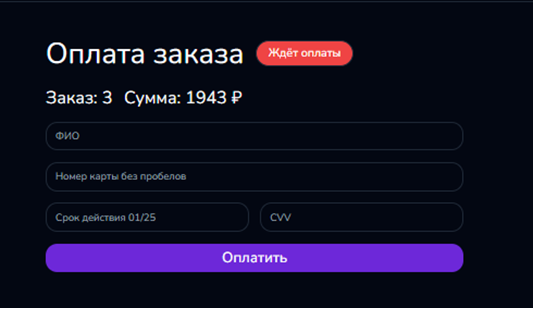 Оплата заказа Ждёт оплаты
Заказ: 3 Сумма: 1943 ₽
ФИО
Номер карты без пробелов
Срок действия 01/25 CVV
Оплатить